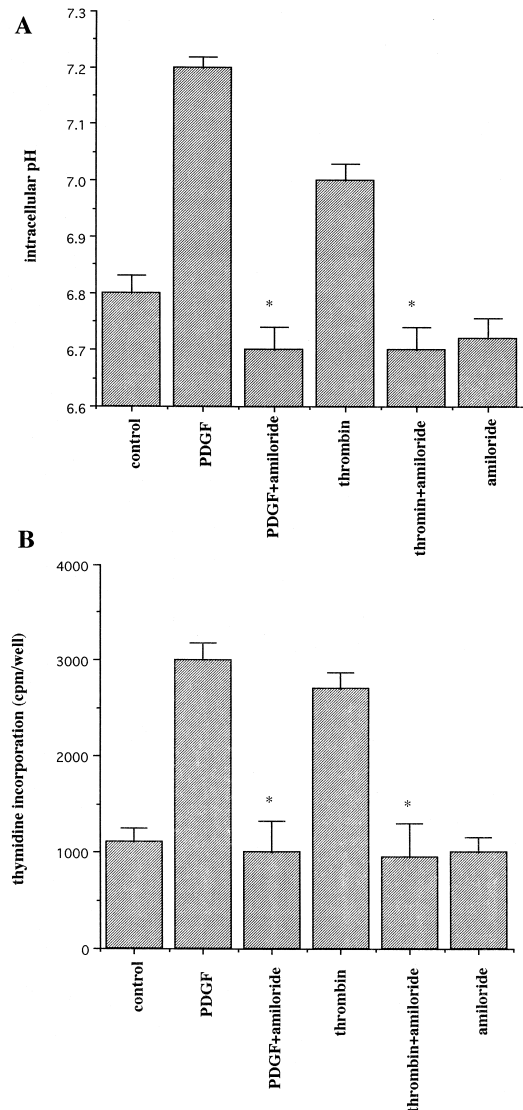 A
7.3
7.2
7.1
7.0
6.9
6.8
6.7
6.6
intracellular pH
*
*
control
PDGF
PDGF+amiloride
thrombin
thromin+amiloride
amiloride
B
4000
3000
2000
1000
0
thymidine incorporation (cpm/well)
*
*
control
PDGF
PDGF+amiloride
thrombin
thrombin+amiloride
amiloride